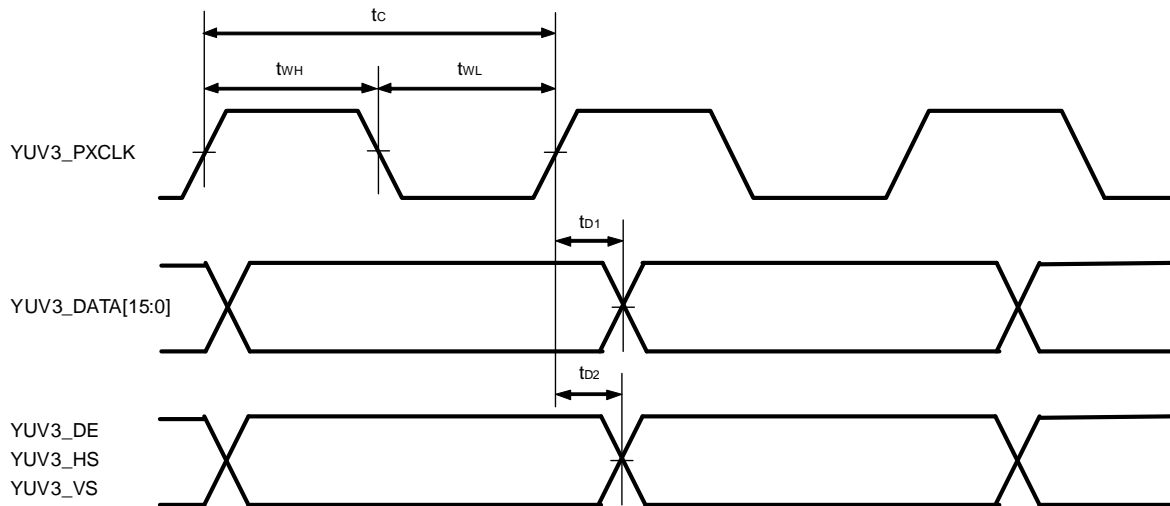 tC
tWH
tWL
YUV3_PXCLK
tD1
YUV3_DATA[15:0]
tD2
YUV3_DE
YUV3_HS
YUV3_VS